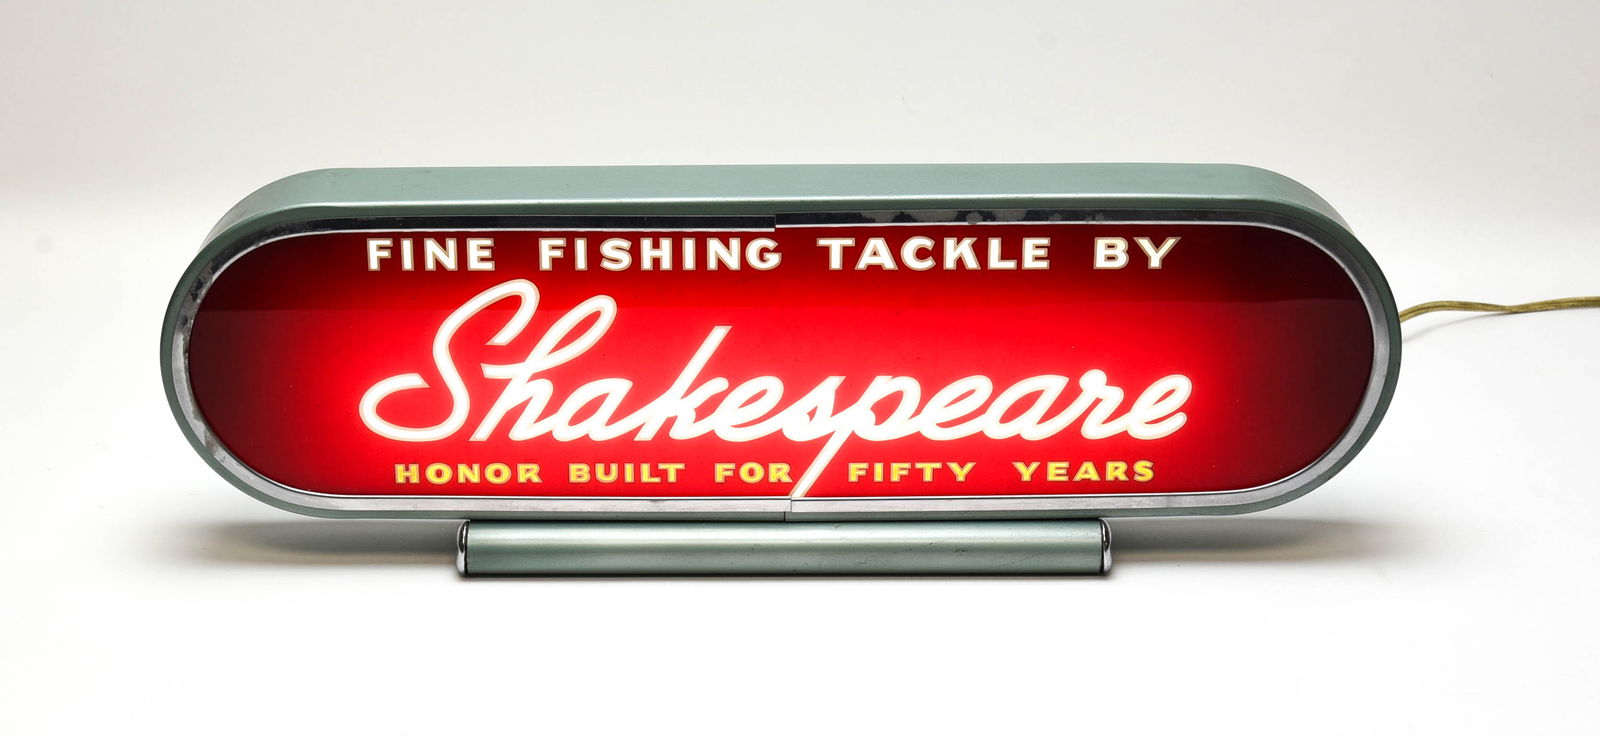 FINE FISHING TACKLE BY
Shakespeare
HONOR BUILT FOR FIFTY YEARS